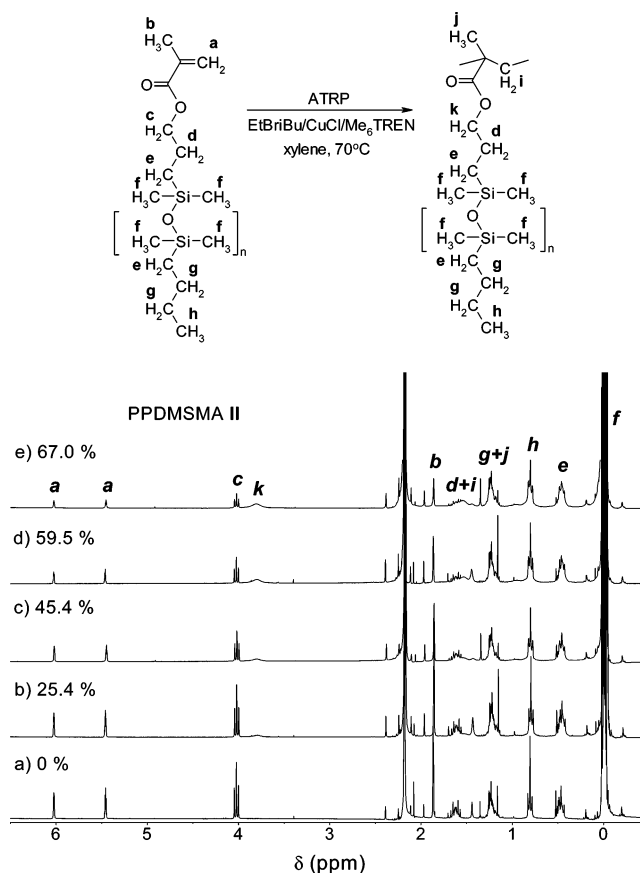 b
H₃C
a
CH₂
O
O
c
H₂C
d
CH₂
e
H₂C
f
f
H₃C
Si
CH₃
O
f
f
H₃C
Si
CH₃
n
e
H₂C
g
CH₂
g
H₂C
h
CH₃
ATRP
EtBriBu/CuCl/Me₆TREN
xylene, 70°C
j
H₃C
C
H₂
i
O
O
k
H₂C
d
CH₂
e
H₂C
f
f
H₃C
Si
CH₃
O
f
f
H₃C
Si
CH₃
n
e
H₂C
g
CH₂
g
H₂C
h
CH₃
PPDMSMA II
e) 67.0 %
a
a
c
k
b
d+i
g+j
h
e
f
d) 59.5 %
c) 45.4 %
b) 25.4 %
a) 0 %
6 5 4 3 2 1 0
δ (ppm)